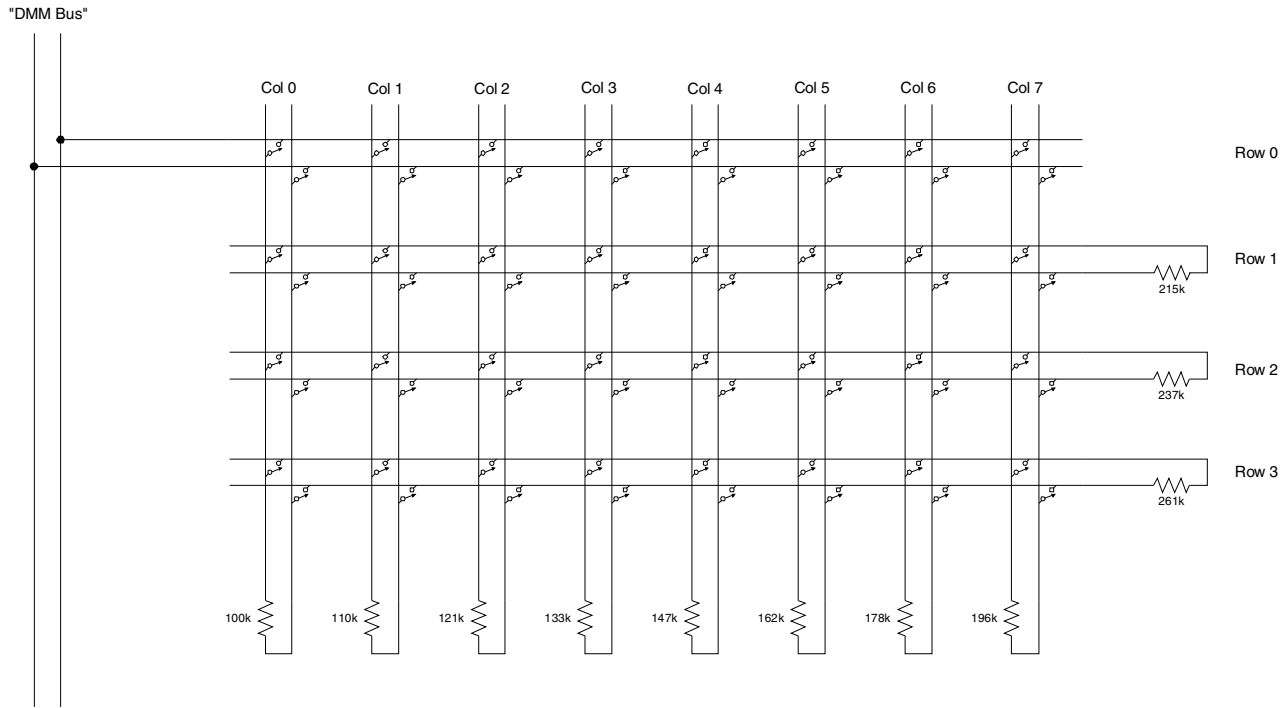 "DMM Bus"
Col 0 Col 1 Col 2 Col 3 Col 4 Col 5 Col 6 Col 7
Row 0
Row 1
215k
Row 2
237k
Row 3
261k
100k 110k 121k 133k 147k 162k 178k 196k